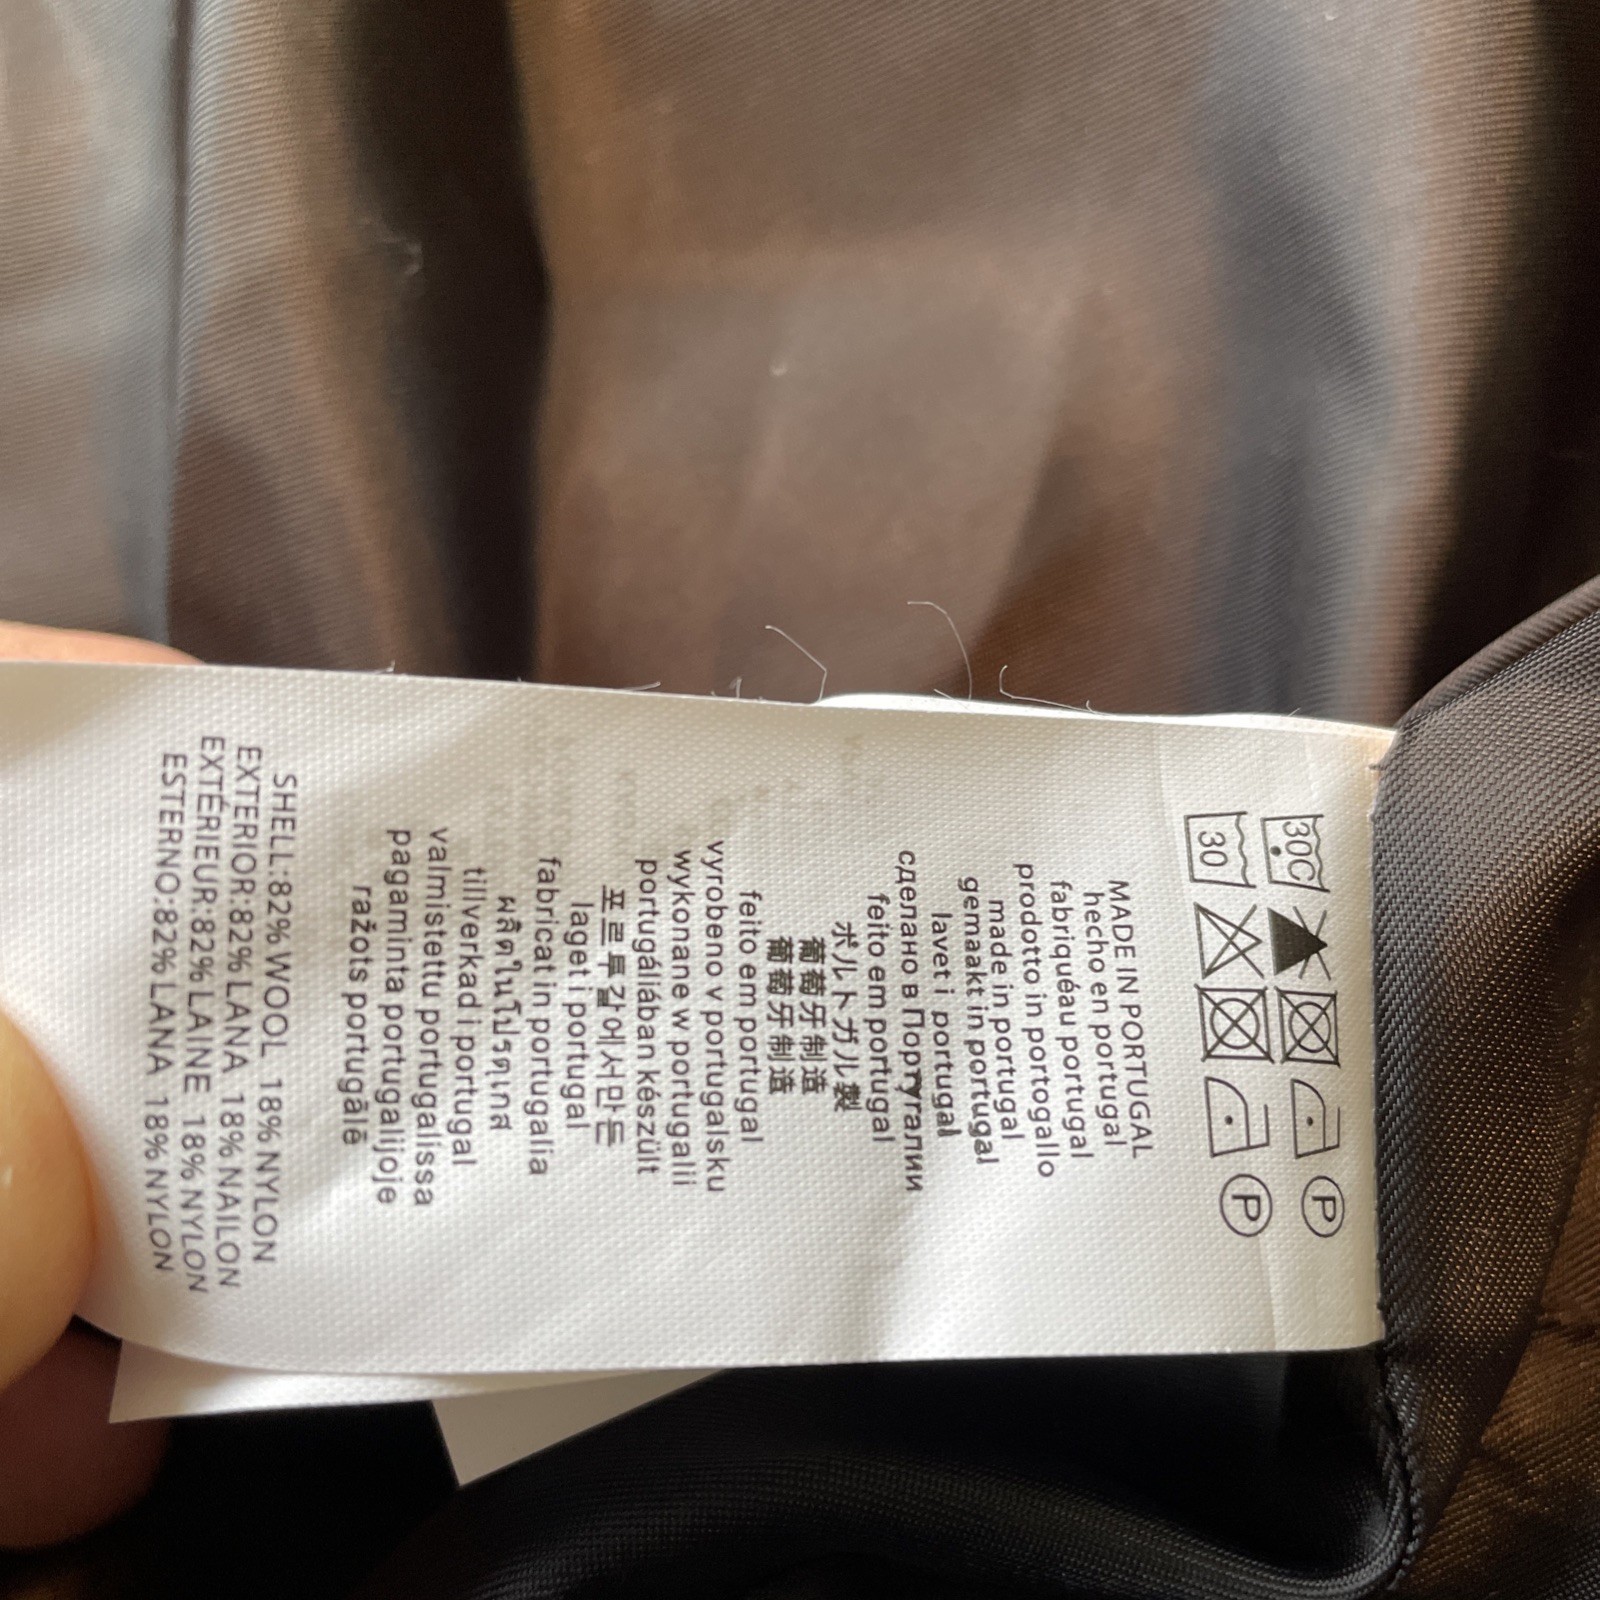 30C P
30 P
MADE IN PORTUGAL
hecho en portugal
fabriquéau portugal
prodotto in portogallo
made in portugal
gemaakt in portugal
lavet i portugal
сделано в Португалии
feito em portugal
ポルトガル製
葡萄牙制造
葡萄牙制造
feito em portugal
vyrobeno v portugalsku
wykonane w portugalii
portugáliában készült
포르투갈에서만든
laget i portugal
fabricat in portugalia
ผลิตในโปรตุเกส
tillverkad i portugal
valmistettu portugalissa
pagaminta portugalijoje
ražots portugālē
SHELL:82% WOOL 18% NYLON
EXTERIOR:82% LANA 18% NAILON
EXTÉRIEUR:82% LAINE 18% NYLON
ESTERNO:82% LANA 18% NYLON